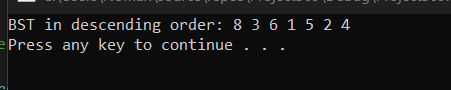 BST in descending order: 8 3 6 1 5 2 4
Press any key to continue . . .